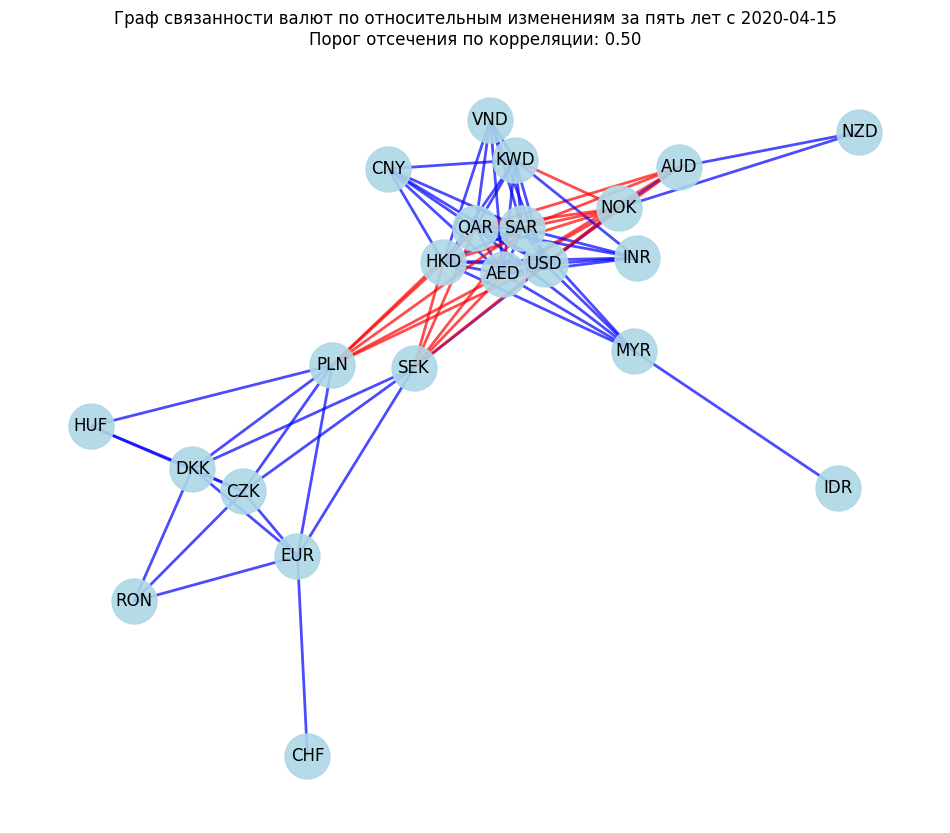 Граф связанности валют по относительным изменениям за пять лет с 2020-04-15
Порог отсечения по корреляции: 0.50
VND
NZD
KWD
AUD
CNY
NOK
QAR
SAR
INR
HKD
USD
AED
MYR
PLN
SEK
HUF
DKK
IDR
CZK
EUR
RON
CHF